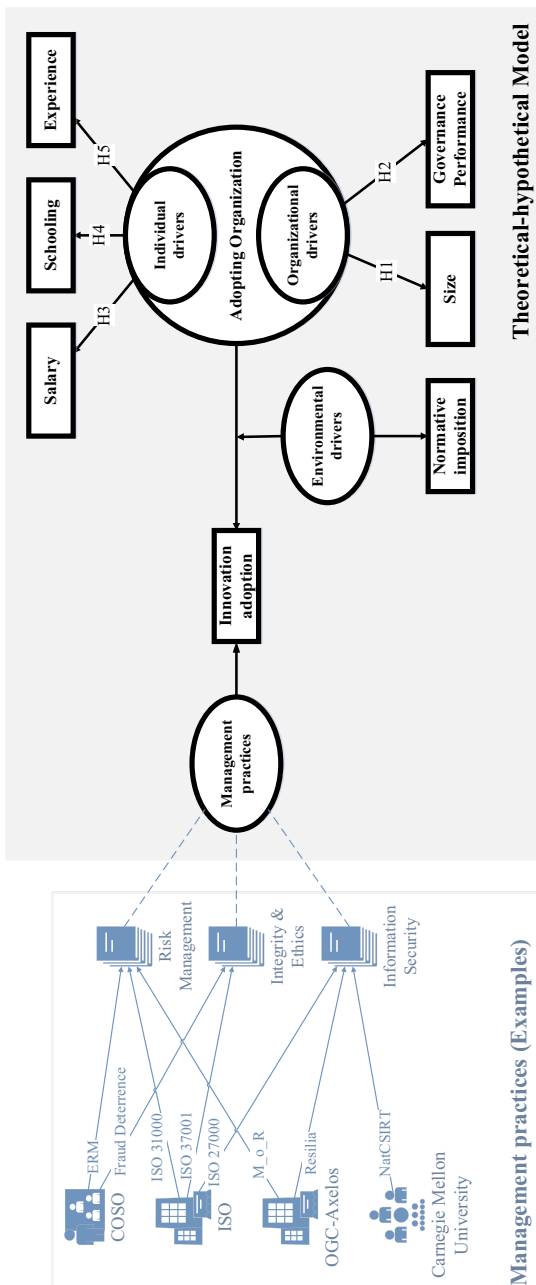 COSO
ISO
OGC-Axelos
Carnegie Mellon
University
ERM
Fraud Deterrence
ISO 31000
ISO 37001
ISO 27000
M_o_R
Resilia
NatCSIRT
Risk
Management
Integrity &
Ethics
Information
Security
Management practices (Examples)
Management
practices
Innovation
adoption
Environmental
drivers
Normative
imposition
Adopting Organization
Individual
drivers
Organizational
drivers
H3
H4
H5
Salary
Schooling
Experience
H1
H2
Size
Governance
Performance
Theoretical-hypothetical Model